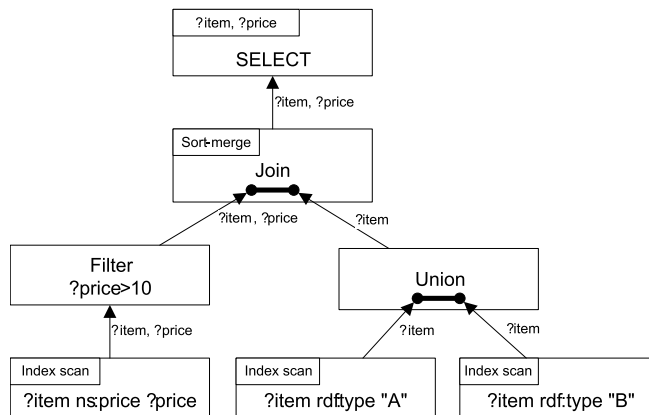 ?item, ?price
SELECT
?item, ?price
Sort-merge
Join
?item, ?price
?item
Filter
?price>10
Union
?item, ?price
?item
?item
Index scan
?item ns:price ?price
Index scan
?item rdf:type "A"
Index scan
?item rdf:type "B"